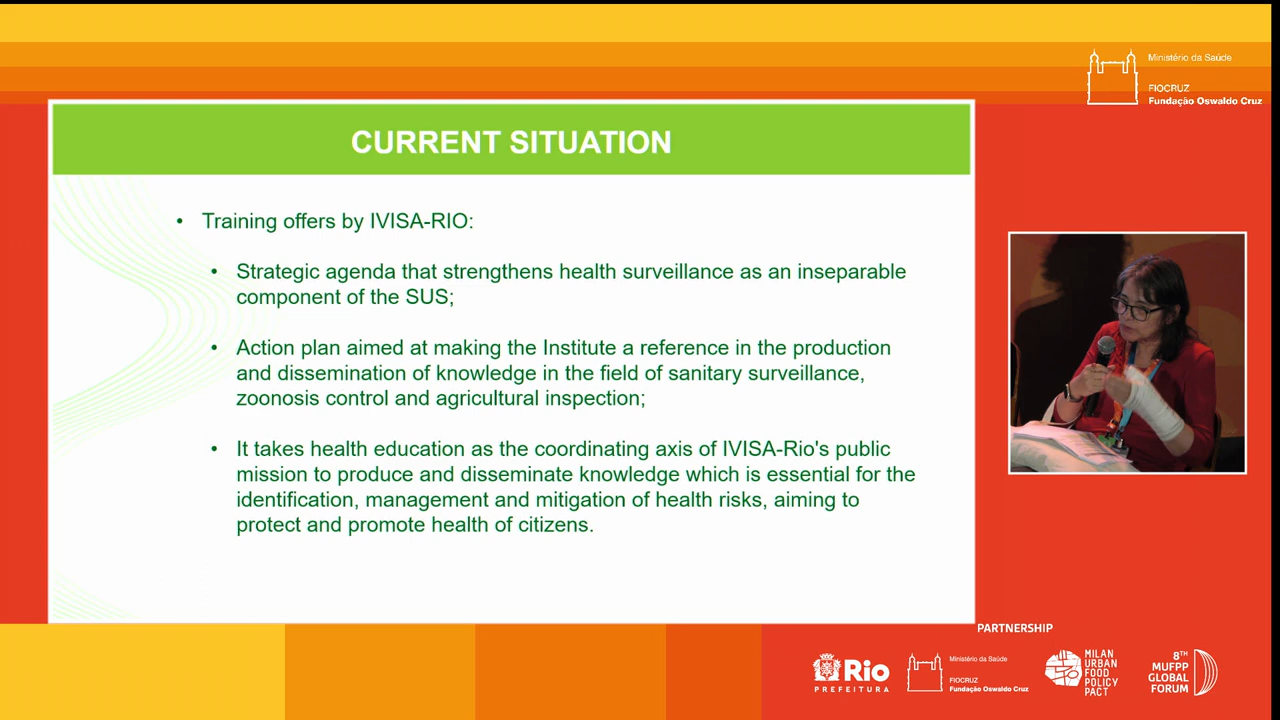 Ministério da Saúde
FIOCRUZ
Fundação Oswaldo Cruz
CURRENT SITUATION
• Training offers by IVISA-RIO:
• Strategic agenda that strengthens health surveillance as an inseparable
component of the SUS;
• Action plan aimed at making the Institute a reference in the production
and dissemination of knowledge in the field of sanitary surveillance,
zoonosis control and agricultural inspection;
• It takes health education as the coordinating axis of IVISA-Rio's public
mission to produce and disseminate knowledge which is essential for the
identification, management and mitigation of health risks, aiming to
protect and promote health of citizens.
PARTNERSHIP
Rio
PREFEITURA
Ministério da Saúde
FIOCRUZ
Fundação Oswaldo Cruz
MILAN
URBAN
FOOD
POLICY
PACT
8TH
MUFPP
GLOBAL
FORUM